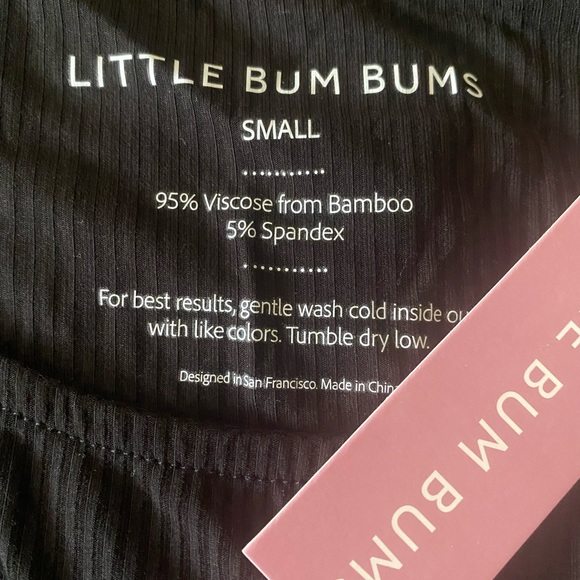 LITTLE BUM BUMS
SMALL
95% Viscose from Bamboo
5% Spandex
For best results, gentle wash cold inside
with like colors. Tumble dry low.
Designed in San Francisco. Made in China
BUM BUMS